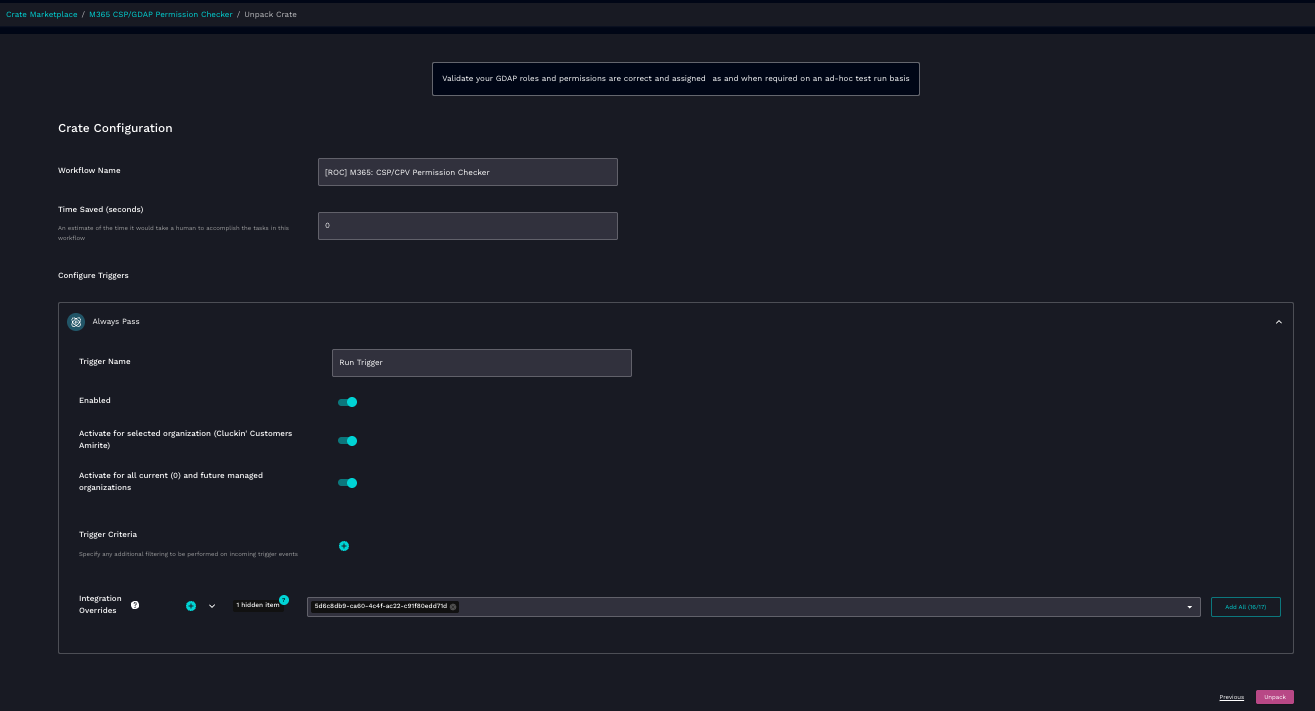 Crate Marketplace / M365 CSP/GDAP Permission Checker / Unpack Crate
Validate your GDAP roles and permissions are correct and assigned as and when required on an ad-hoc test run basis
Crate Configuration
Workflow Name
[ROC] M365: CSP/CPV Permission Checker
Time Saved (seconds)
An estimate of the time it would take a human to accomplish the tasks in this
workflow
0
Configure Triggers
Always Pass
Trigger Name
Run Trigger
Enabled
Activate for selected organization (Cluckin' Customers
Amirite)
Activate for all current (0) and future managed
organizations
Trigger Criteria
Specify any additional filtering to be performed on incoming trigger events
Integration
Overrides
?
1 hidden item
?
5d6c8db9-ca60-4c4f-ac22-c91f80edd71d
Add All (16/17)
Previous
Unpack